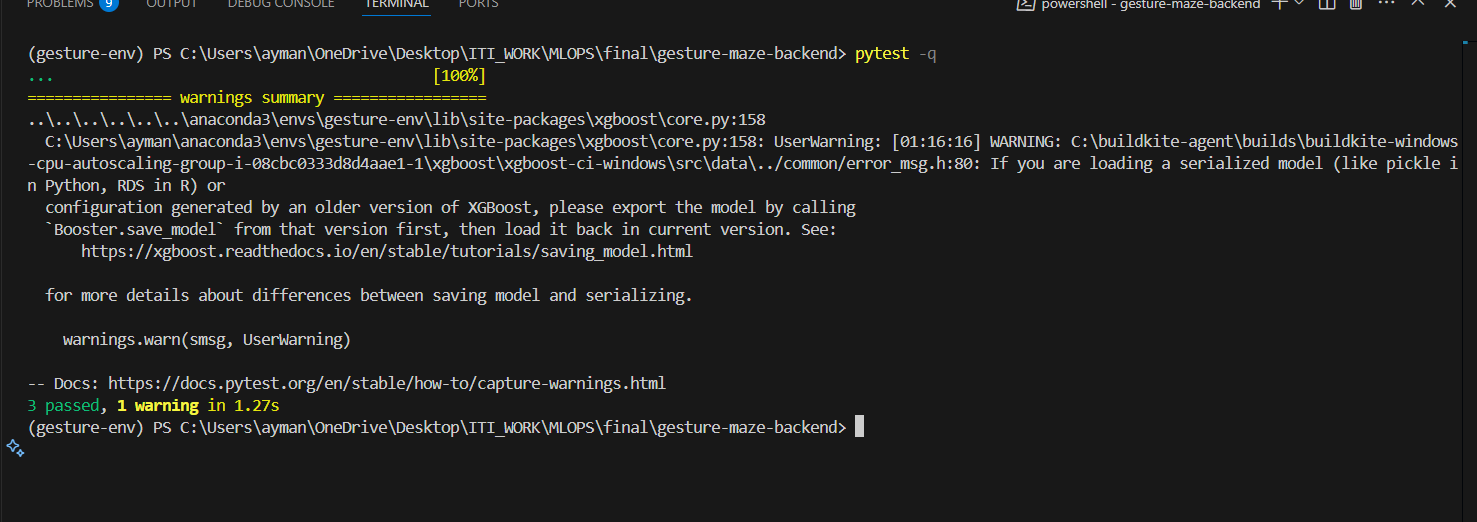 PROBLEMS 9 OUTPUT DEBUG CONSOLE TERMINAL PORTS powershell - gesture-maze-backend
(gesture-env) PS C:\Users\ayman\OneDrive\Desktop\ITI_WORK\MLOPS\final\gesture-maze-backend> pytest -q
... [100%]
================ warnings summary =================
..\..\..\..\..\..\anaconda3\envs\gesture-env\lib\site-packages\xgboost\core.py:158
C:\Users\ayman\anaconda3\envs\gesture-env\lib\site-packages\xgboost\core.py:158: UserWarning: [01:16:16] WARNING: C:\buildkite-agent\builds\buildkite-windows
-cpu-autoscaling-group-i-08cbc0333d8d4aae1-1\xgboost\xgboost-ci-windows\src\data\../common/error_msg.h:80: If you are loading a serialized model (like pickle i
n Python, RDS in R) or
configuration generated by an older version of XGBoost, please export the model by calling
`Booster.save_model` from that version first, then load it back in current version. See:
https://xgboost.readthedocs.io/en/stable/tutorials/saving_model.html
for more details about differences between saving model and serializing.
warnings.warn(smsg, UserWarning)
-- Docs: https://docs.pytest.org/en/stable/how-to/capture-warnings.html
3 passed, 1 warning in 1.27s
(gesture-env) PS C:\Users\ayman\OneDrive\Desktop\ITI_WORK\MLOPS\final\gesture-maze-backend>